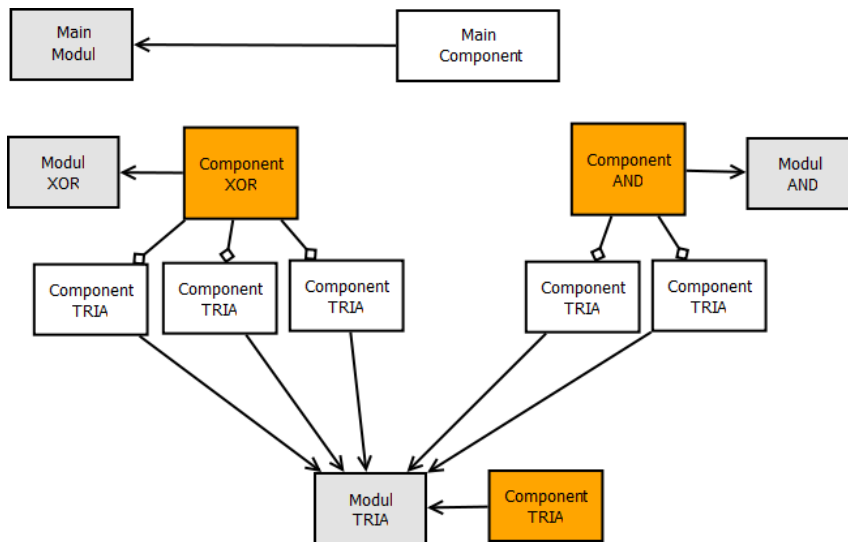 Main
Modul
Main
Component
Modul
XOR
Component
XOR
Component
AND
Modul
AND
Component
TRIA
Component
TRIA
Component
TRIA
Component
TRIA
Component
TRIA
Modul
TRIA
Component
TRIA